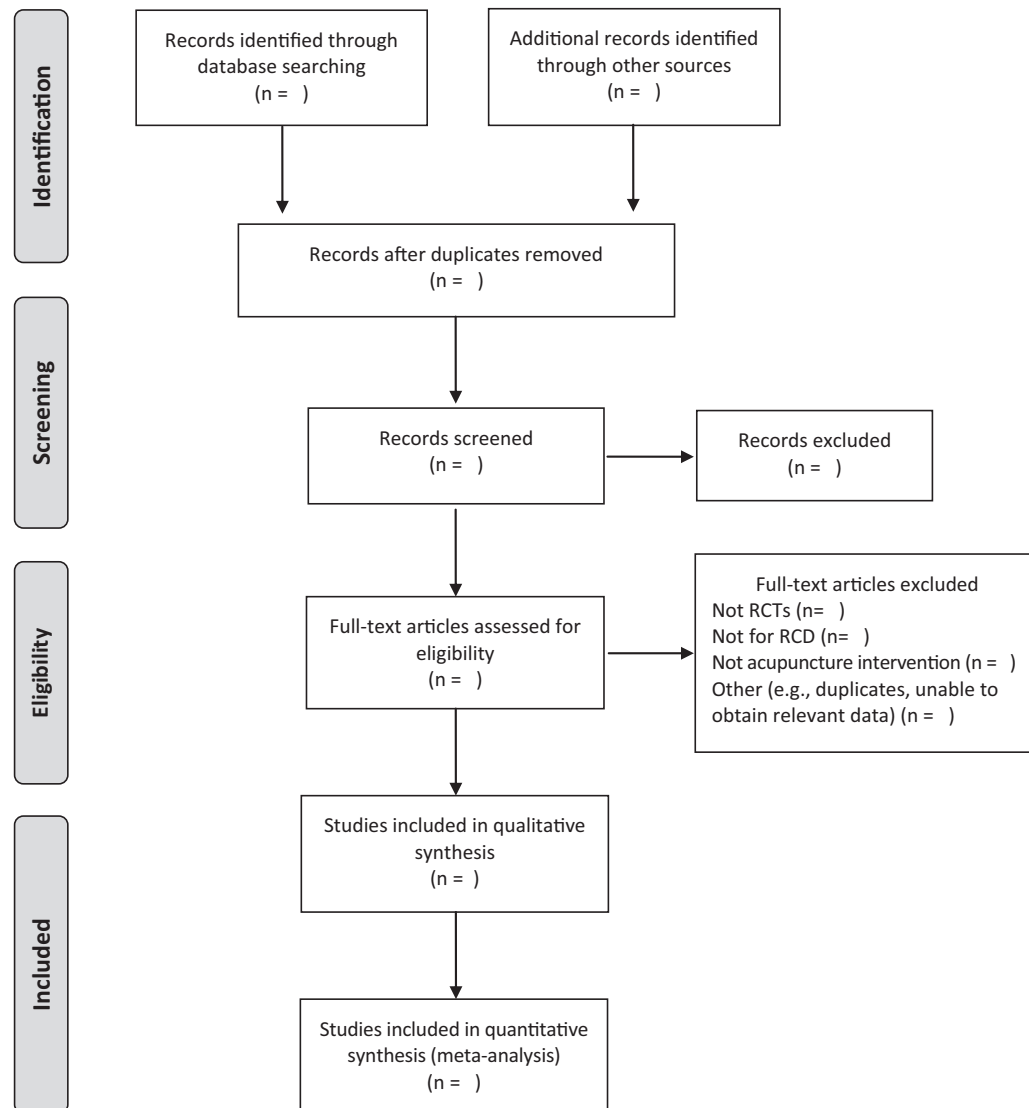 Identification
Records identified through
database searching
(n =   )
Additional records identified
through other sources
(n =   )
Records after duplicates removed
(n =   )
Screening
Records screened
(n =   )
Records excluded
(n =   )
Eligibility
Full-text articles assessed for
eligibility
(n =   )
Full-text articles excluded
Not RCTs (n=   )
Not for RCD (n=   )
Not acupuncture intervention (n =   )
Other (e.g., duplicates, unable to
obtain relevant data) (n =   )
Included
Studies included in qualitative
synthesis
(n =   )
Studies included in quantitative
synthesis (meta-analysis)
(n =   )